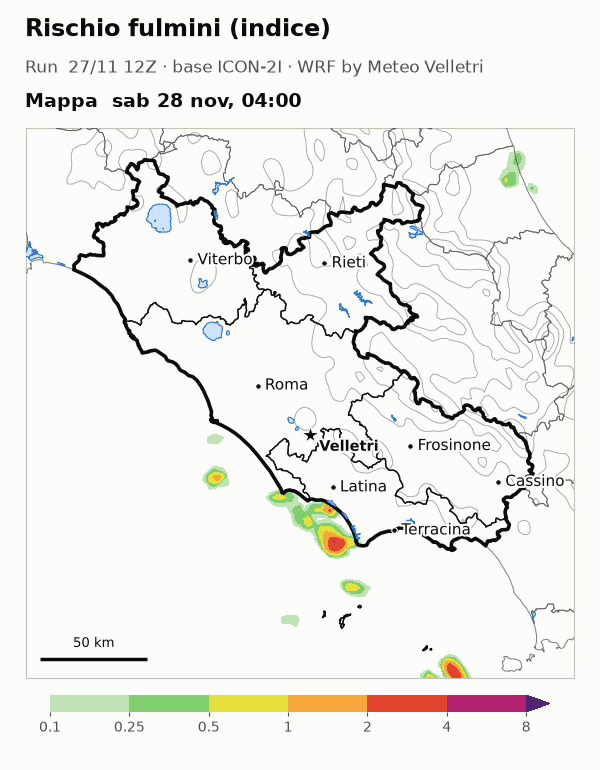 Rischio fulmini (indice)
Run 27/11 12Z · base ICON-2I · WRF by Meteo Velletri
Mappa sab 28 nov, 04:00
Viterbo
Rieti
Roma
Velletri
Frosinone
Latina
Cassino
Terracina
50 km
0.1 0.25 0.5 1 2 4 8